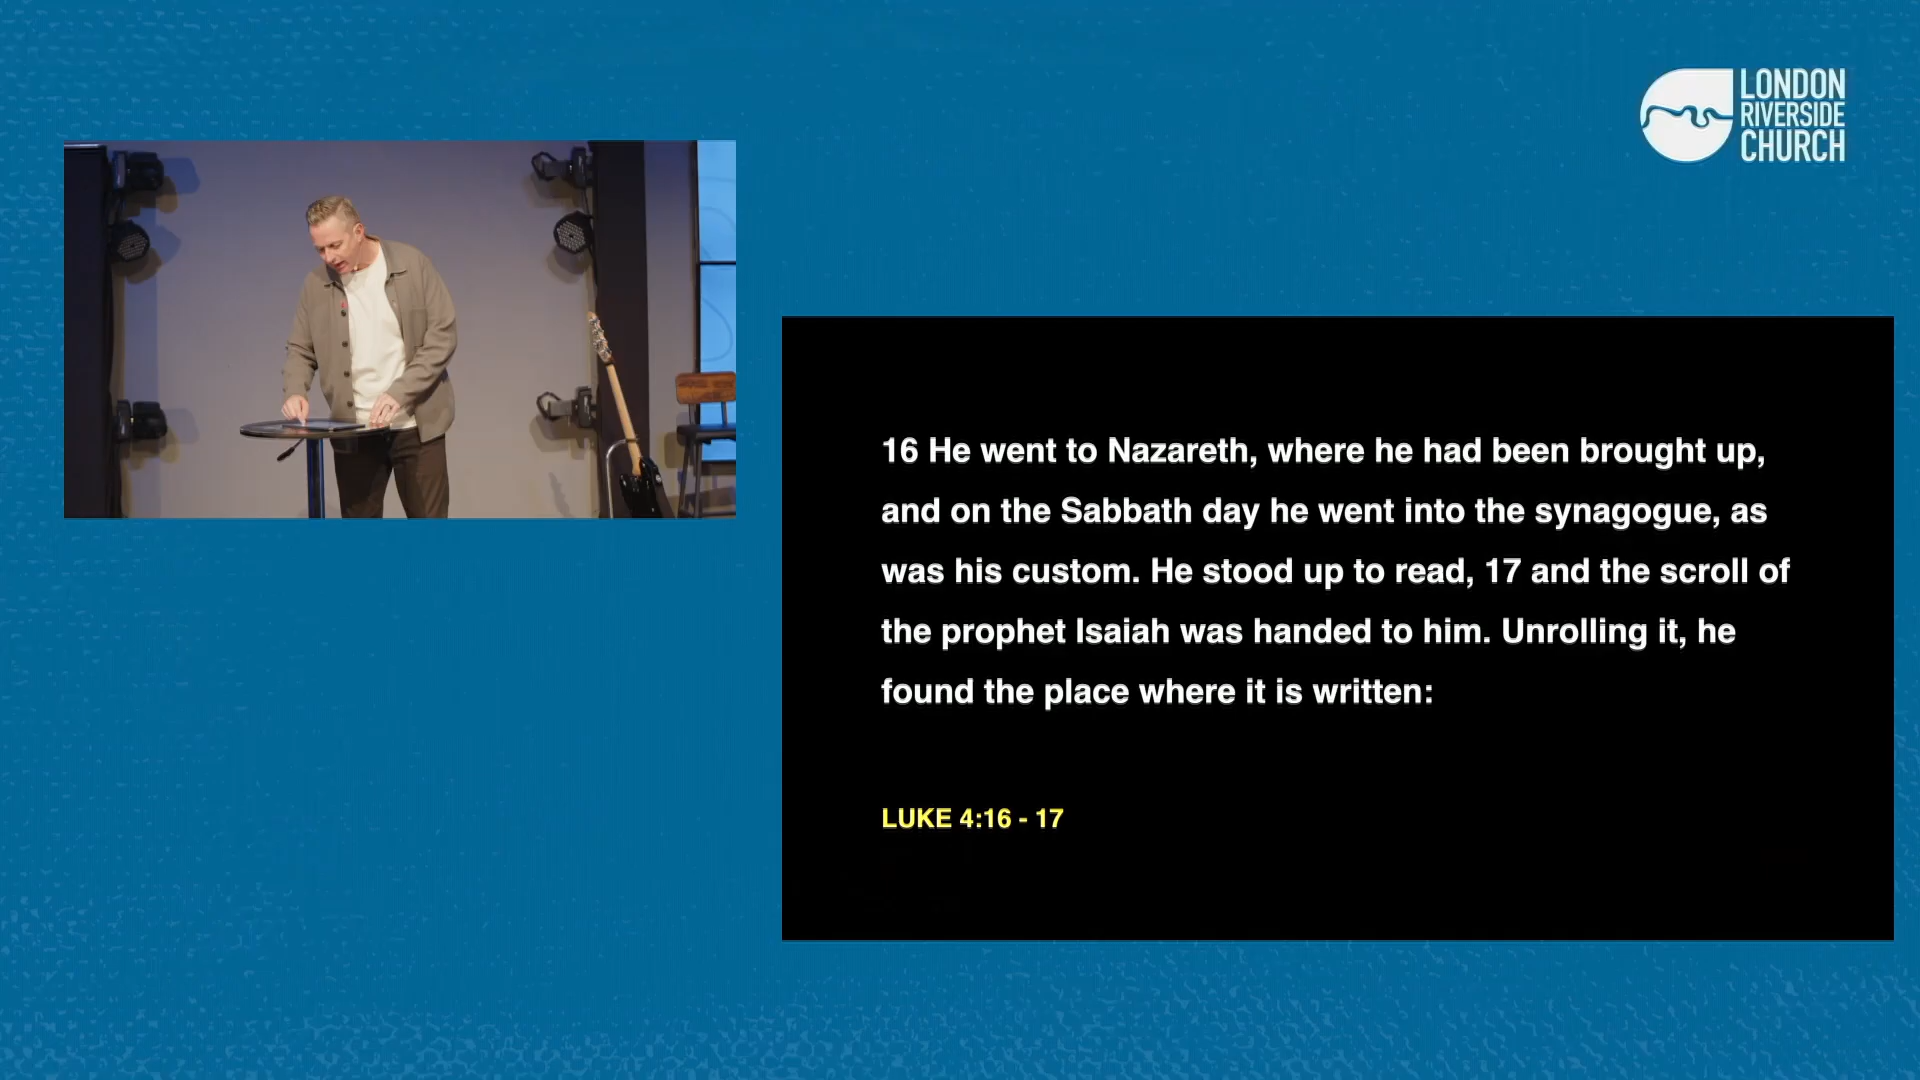 LONDON
RIVERSIDE
CHURCH
16 He went to Nazareth, where he had been brought up,
and on the Sabbath day he went into the synagogue, as
was his custom. He stood up to read, 17 and the scroll of
the prophet Isaiah was handed to him. Unrolling it, he
found the place where it is written:
LUKE 4:16 - 17